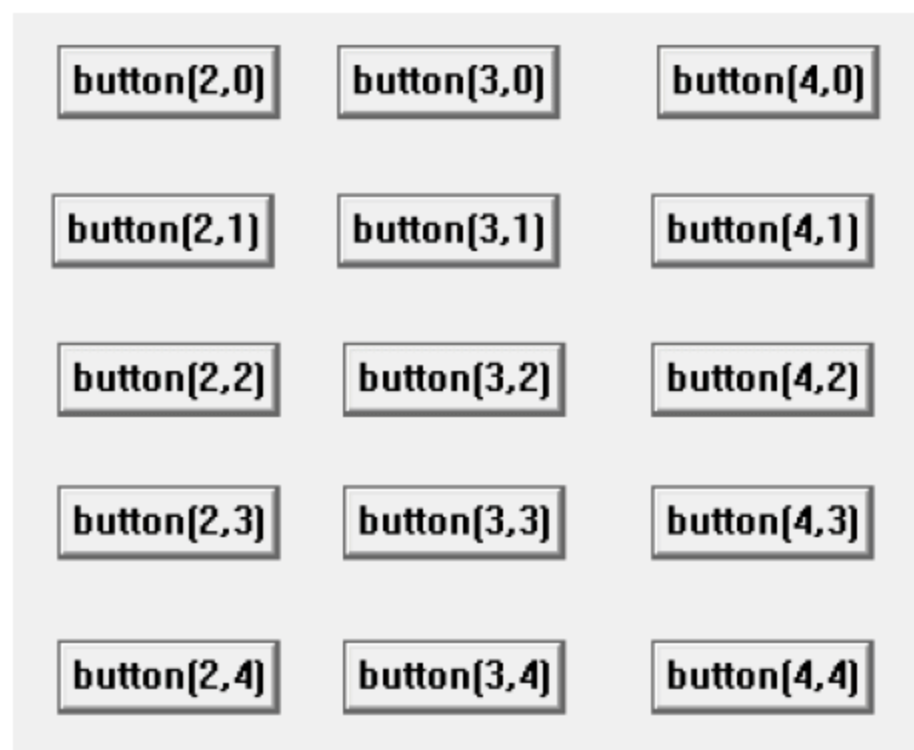 button(2,0) button(3,0) button(4,0)
button(2,1) button(3,1) button(4,1)
button(2,2) button(3,2) button(4,2)
button(2,3) button(3,3) button(4,3)
button(2,4) button(3,4) button(4,4)